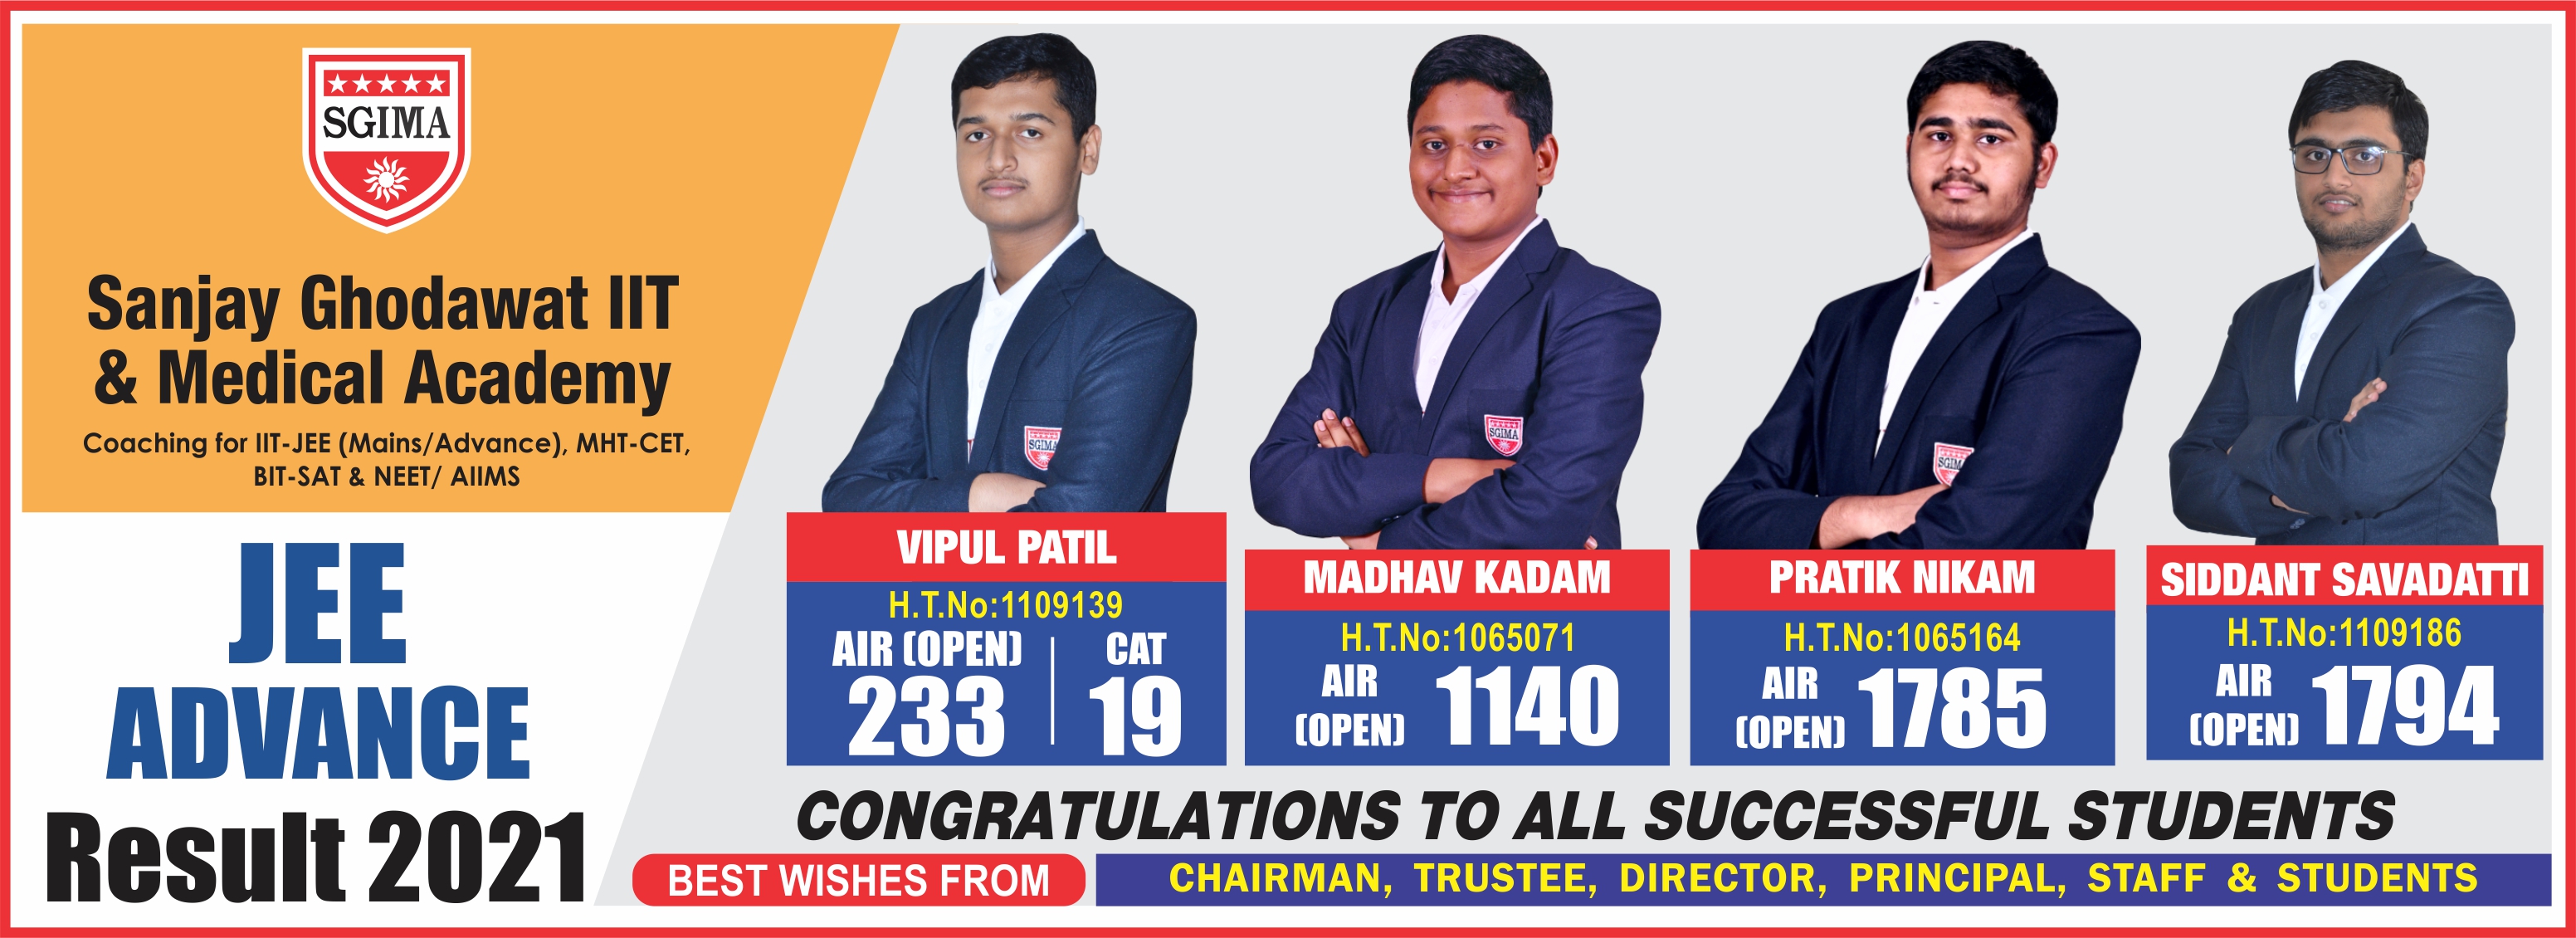 SGIMA
Sanjay Ghodawat IIT
& Medical Academy
Coaching for IIT-JEE (Mains/Advance), MHT-CET,
BIT-SAT & NEET/ AIIMS
JEE
ADVANCE
Result 2021
SGIMA
VIPUL PATIL
H.T.No:1109139
AIR (OPEN)
233
CAT
19
SGIMA
MADHAV KADAM
H.T.No:1065071
AIR
(OPEN)
1140
SGIM
PRATIK NIKAM
H.T.No:1065164
AIR
(OPEN)
1785
SIDDANT SAVADATTI
H.T.No:1109186
AIR
(OPEN)
1794
CONGRATULATIONS TO ALL SUCCESSFUL STUDENTS
BEST WISHES FROM
CHAIRMAN, TRUSTEE, DIRECTOR, PRINCIPAL, STAFF & STUDENTS